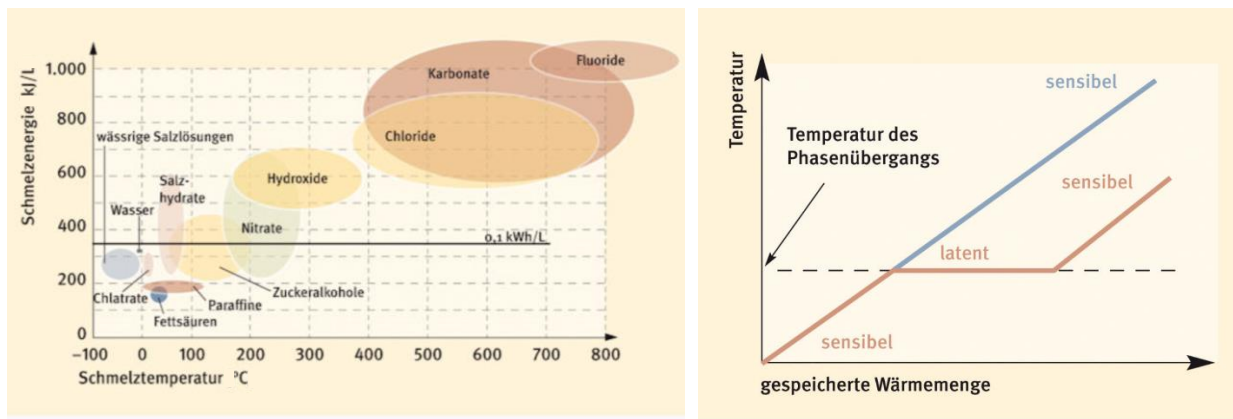 Schmelzenergie kJ/L
1.000
800
600
400
200
0
wässrige Salzlösungen
Salz-
hydrate
Wasser
Chlatrate
Fettsäuren
Paraffine
Zuckeralkohole
Nitrate
Hydroxide
Chloride
Karbonate
Fluoride
0,1 kWh/L
-100 0 100 200 300 400 500 600 700 800
Schmelztemperatur °C
Temperatur
Temperatur des
Phasenübergangs
sensibel
sensibel
latent
sensibel
gespeicherte Wärmemenge